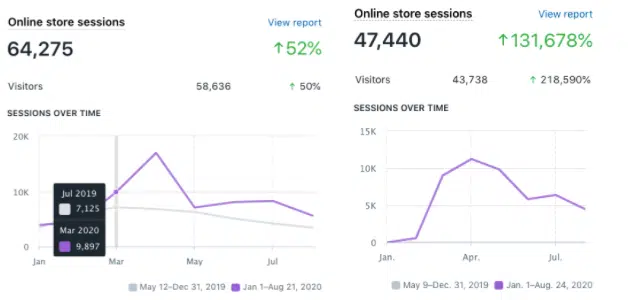 Online store sessions
View report
64,275
↑52%
Visitors
58,636
↑ 50%
SESSIONS OVER TIME
20K
10K
0
Jul 2019
7,125
Mar 2020
9,897
Jan
Mar
May
Jul
May 12–Dec 31, 2019
Jan 1–Aug 21, 2020
Online store sessions
View report
47,440
↑131,678%
Visitors
43,738
↑ 218,590%
SESSIONS OVER TIME
15K
10K
5K
0
Jan.
Apr.
Jul.
May 9–Dec. 31, 2019
Jan. 1–Aug. 24, 2020